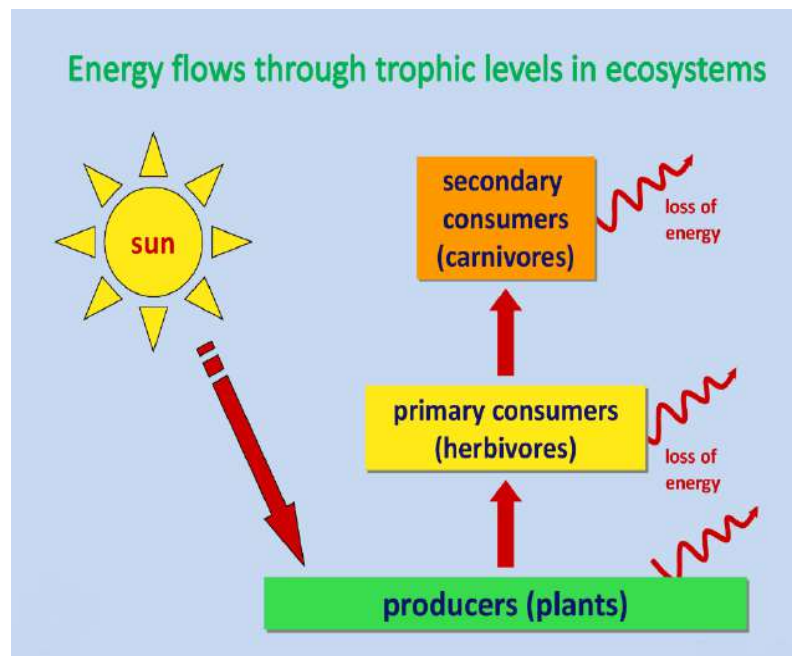 Energy flows through trophic levels in ecosystems
sun
secondary
consumers
(carnivores)
loss of
energy
primary consumers
(herbivores)
loss of
energy
producers (plants)